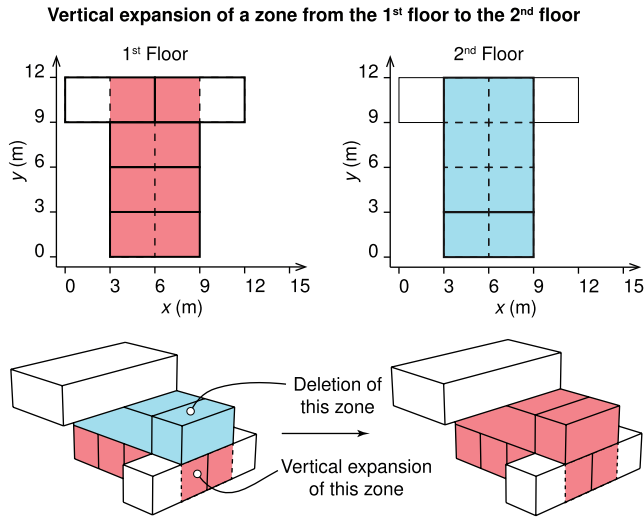 Vertical expansion of a zone from the 1st floor to the 2nd floor
1st Floor
12
9
6
3
0
y (m)
0 3 6 9 12 15
x (m)
2nd Floor
12
9
6
3
0
y (m)
0 3 6 9 12 15
x (m)
Deletion of
this zone
Vertical expansion
of this zone